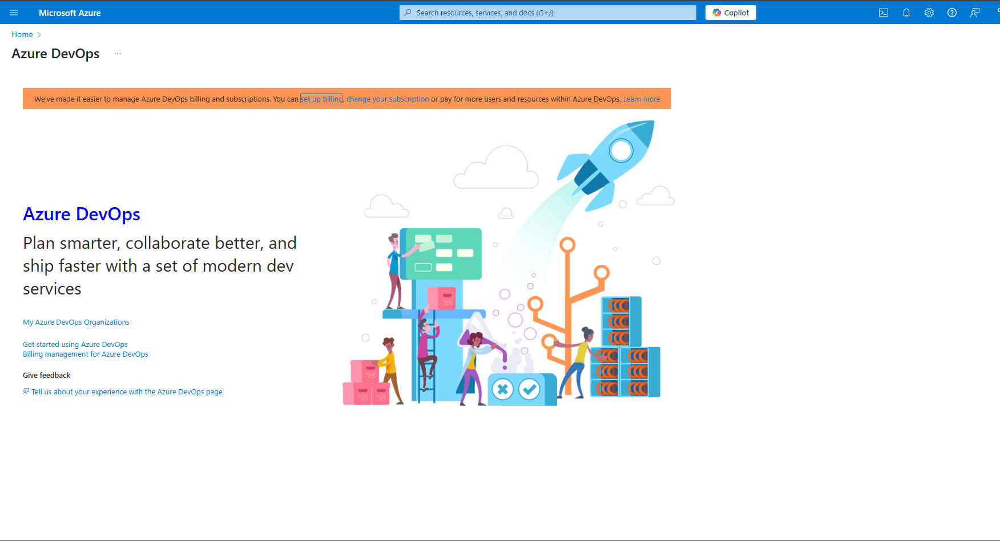 Microsoft Azure
Search resources, services, and docs (G+/)
Copilot
Home
Azure DevOps ...
We've made it easier to manage Azure DevOps billing and subscriptions. You can set up billing, change your subscription or pay for more users and resources within Azure DevOps. Learn more
Azure DevOps
Plan smarter, collaborate better, and
ship faster with a set of modern dev
services
My Azure DevOps Organizations
Get started using Azure DevOps
Billing management for Azure DevOps
Give feedback
Tell us about your experience with the Azure DevOps page